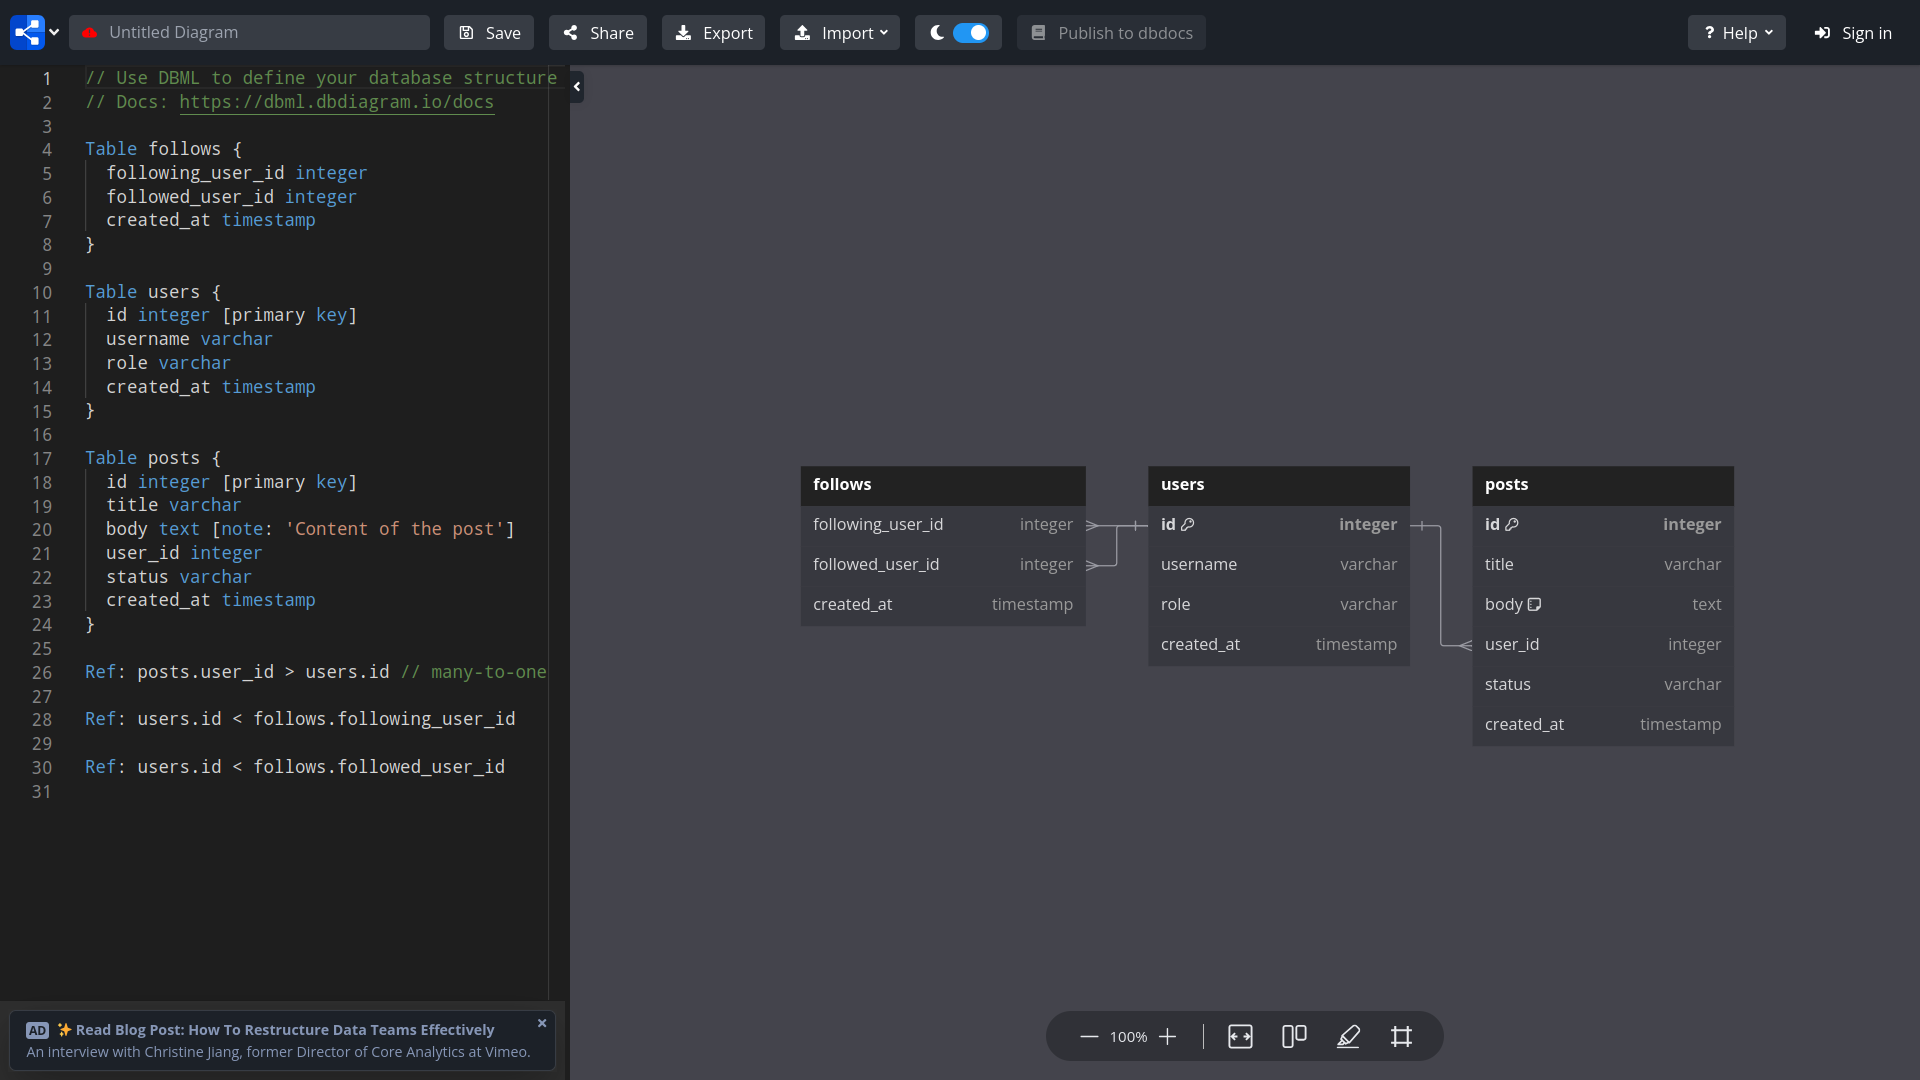 Untitled Diagram
Save
Share
Export
Import
Publish to dbdocs
? Help
Sign in
1 // Use DBML to define your database structure
2 // Docs: https://dbml.dbdiagram.io/docs
3
4 Table follows {
5 following_user_id integer
6 followed_user_id integer
7 created_at timestamp
8 }
9
10 Table users {
11 id integer [primary key]
12 username varchar
13 role varchar
14 created_at timestamp
15 }
16
17 Table posts {
18 id integer [primary key]
19 title varchar
20 body text [note: 'Content of the post']
21 user_id integer
22 status varchar
23 created_at timestamp
24 }
25
26 Ref: posts.user_id > users.id // many-to-one
27
28 Ref: users.id < follows.following_user_id
29
30 Ref: users.id < follows.followed_user_id
31
AD ✨ Read Blog Post: How To Restructure Data Teams Effectively
An interview with Christine Jiang, former Director of Core Analytics at Vimeo.
follows
following_user_id integer
followed_user_id integer
created_at timestamp
users
id integer
username varchar
role varchar
created_at timestamp
posts
id integer
title varchar
body text
user_id integer
status varchar
created_at timestamp
100%